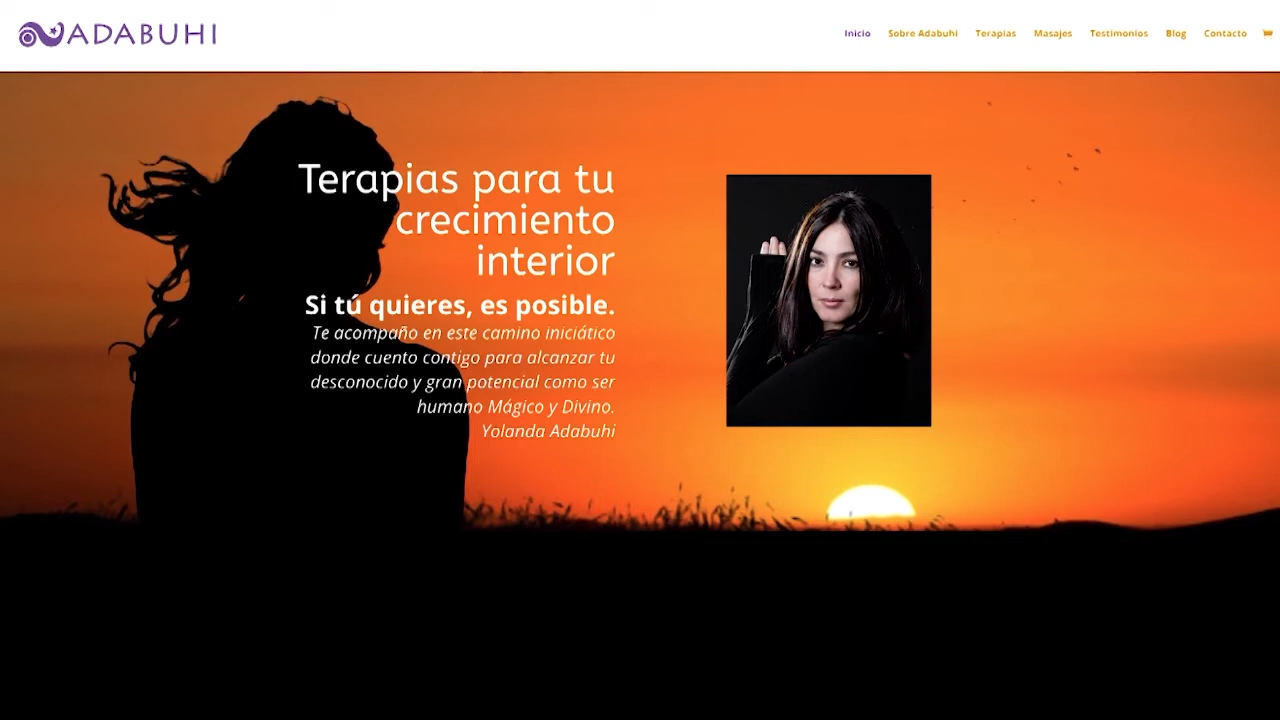 ADABUHI
Inicio Sobre Adabuhi Terapias Masajes Testimonios Blog Contacto
Terapias para tu
crecimiento
interior
Si tú quieres, es posible.
Te acompaño en este camino iniciático
donde cuento contigo para alcanzar tu
desconocido y gran potencial como ser
humano Mágico y Divino.
Yolanda Adabuhi